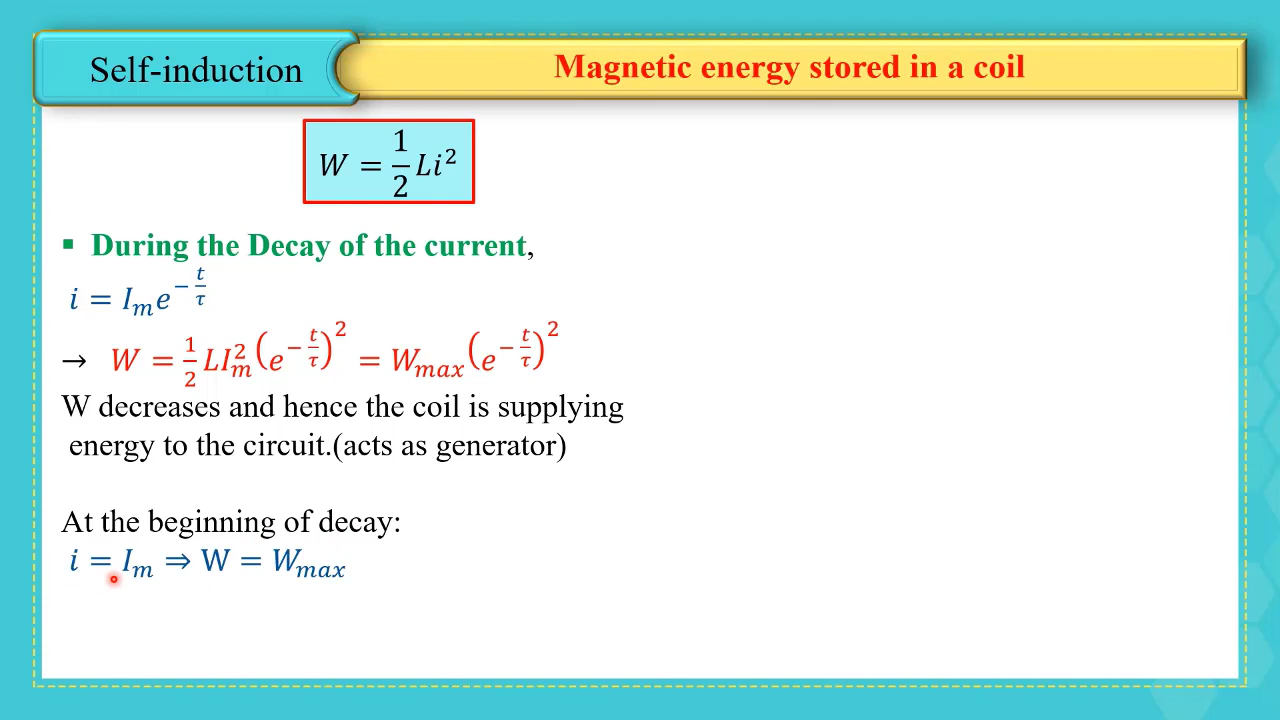 Self-induction
Magnetic energy stored in a coil
W = 1/2 Li²
▪ During the Decay of the current,
i = I_m e^(−t/τ)
→ W = 1/2 LI_m² (e^(−t/τ))² = W_max (e^(−t/τ))²
W decreases and hence the coil is supplying
energy to the circuit.(acts as generator)
At the beginning of decay:
i = I_m ⇒ W = W_max